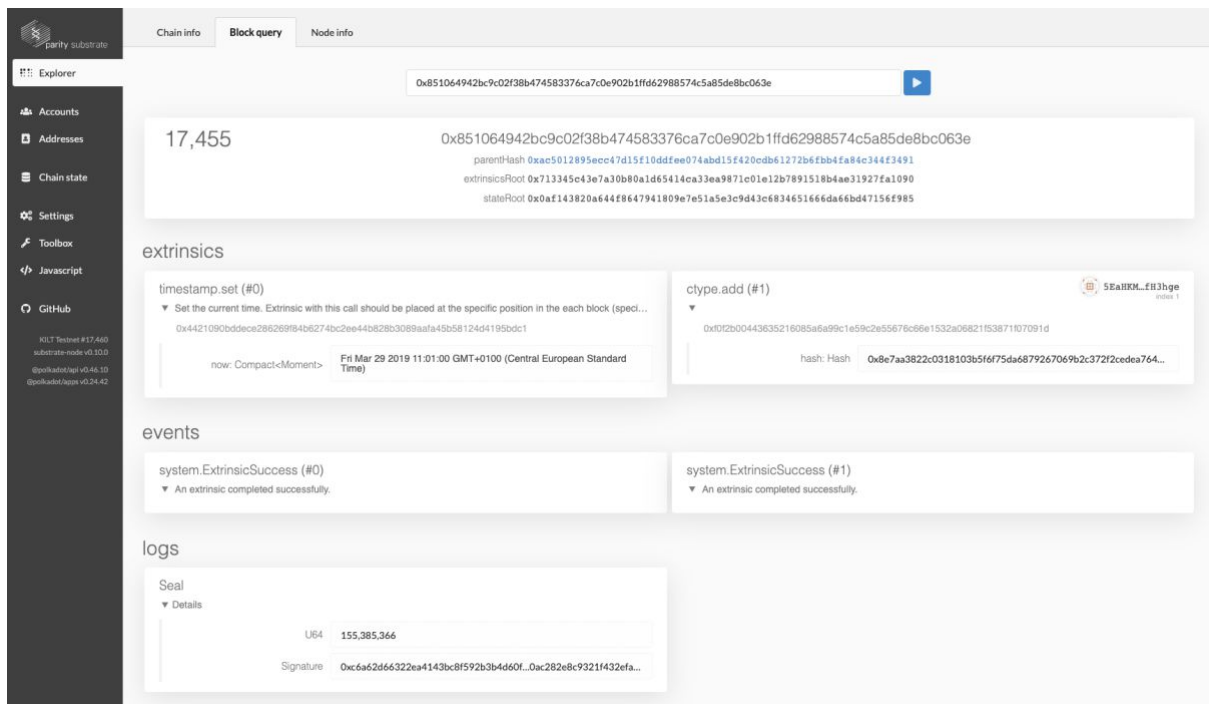 parity substrate
Explorer
Accounts
Addresses
Chain state
Settings
Toolbox
Javascript
GitHub
KILT Testnet #17,460
substrate-node v0.10.0
@polkadot/api v0.46.10
@polkadot/apps v0.24.42
Chain info Block query Node info
0x851064942bc9c02f38b474583376ca7c0e902b1ffd62988574c5a85de8bc063e
17,455 0x851064942bc9c02f38b474583376ca7c0e902b1ffd62988574c5a85de8bc063e
parentHash 0xac5012895ecc47d15f10ddfee074abd15f420cdb61272b6fbb4fa84c344f3491
extrinsicsRoot 0x713345c43e7a30b80a1d65414ca33ea9871c01e12b7891518b4ae31927fa1090
stateRoot 0x0af143820a644f8647941809e7e51a5e3c9d43c6834651666da66bd47156f985
extrinsics
timestamp.set (#0)
Set the current time. Extrinsic with this call should be placed at the specific position in the each block (speci...
0x4421090bddece286269f84b6274bc2ee44b828b3089aafa45b58124d4195bdc1
now: Compact<Moment> Fri Mar 29 2019 11:01:00 GMT+0100 (Central European Standard
Time)
ctype.add (#1) 5EaHKM…fH3hge
index 1
0xf0f2b00443635216085a6a99c1e59c2e55676c66e1532a06821f53871f07091d
hash: Hash 0x8e7aa3822c0318103b5f6f75da6879267069b2c372f2cedea764...
events
system.ExtrinsicSuccess (#0)
An extrinsic completed successfully.
system.ExtrinsicSuccess (#1)
An extrinsic completed successfully.
logs
Seal
Details
U64 155,385,366
Signature 0xc6a62d66322ea4143bc8f592b3b4d60f...0ac282e8c9321f432efa...